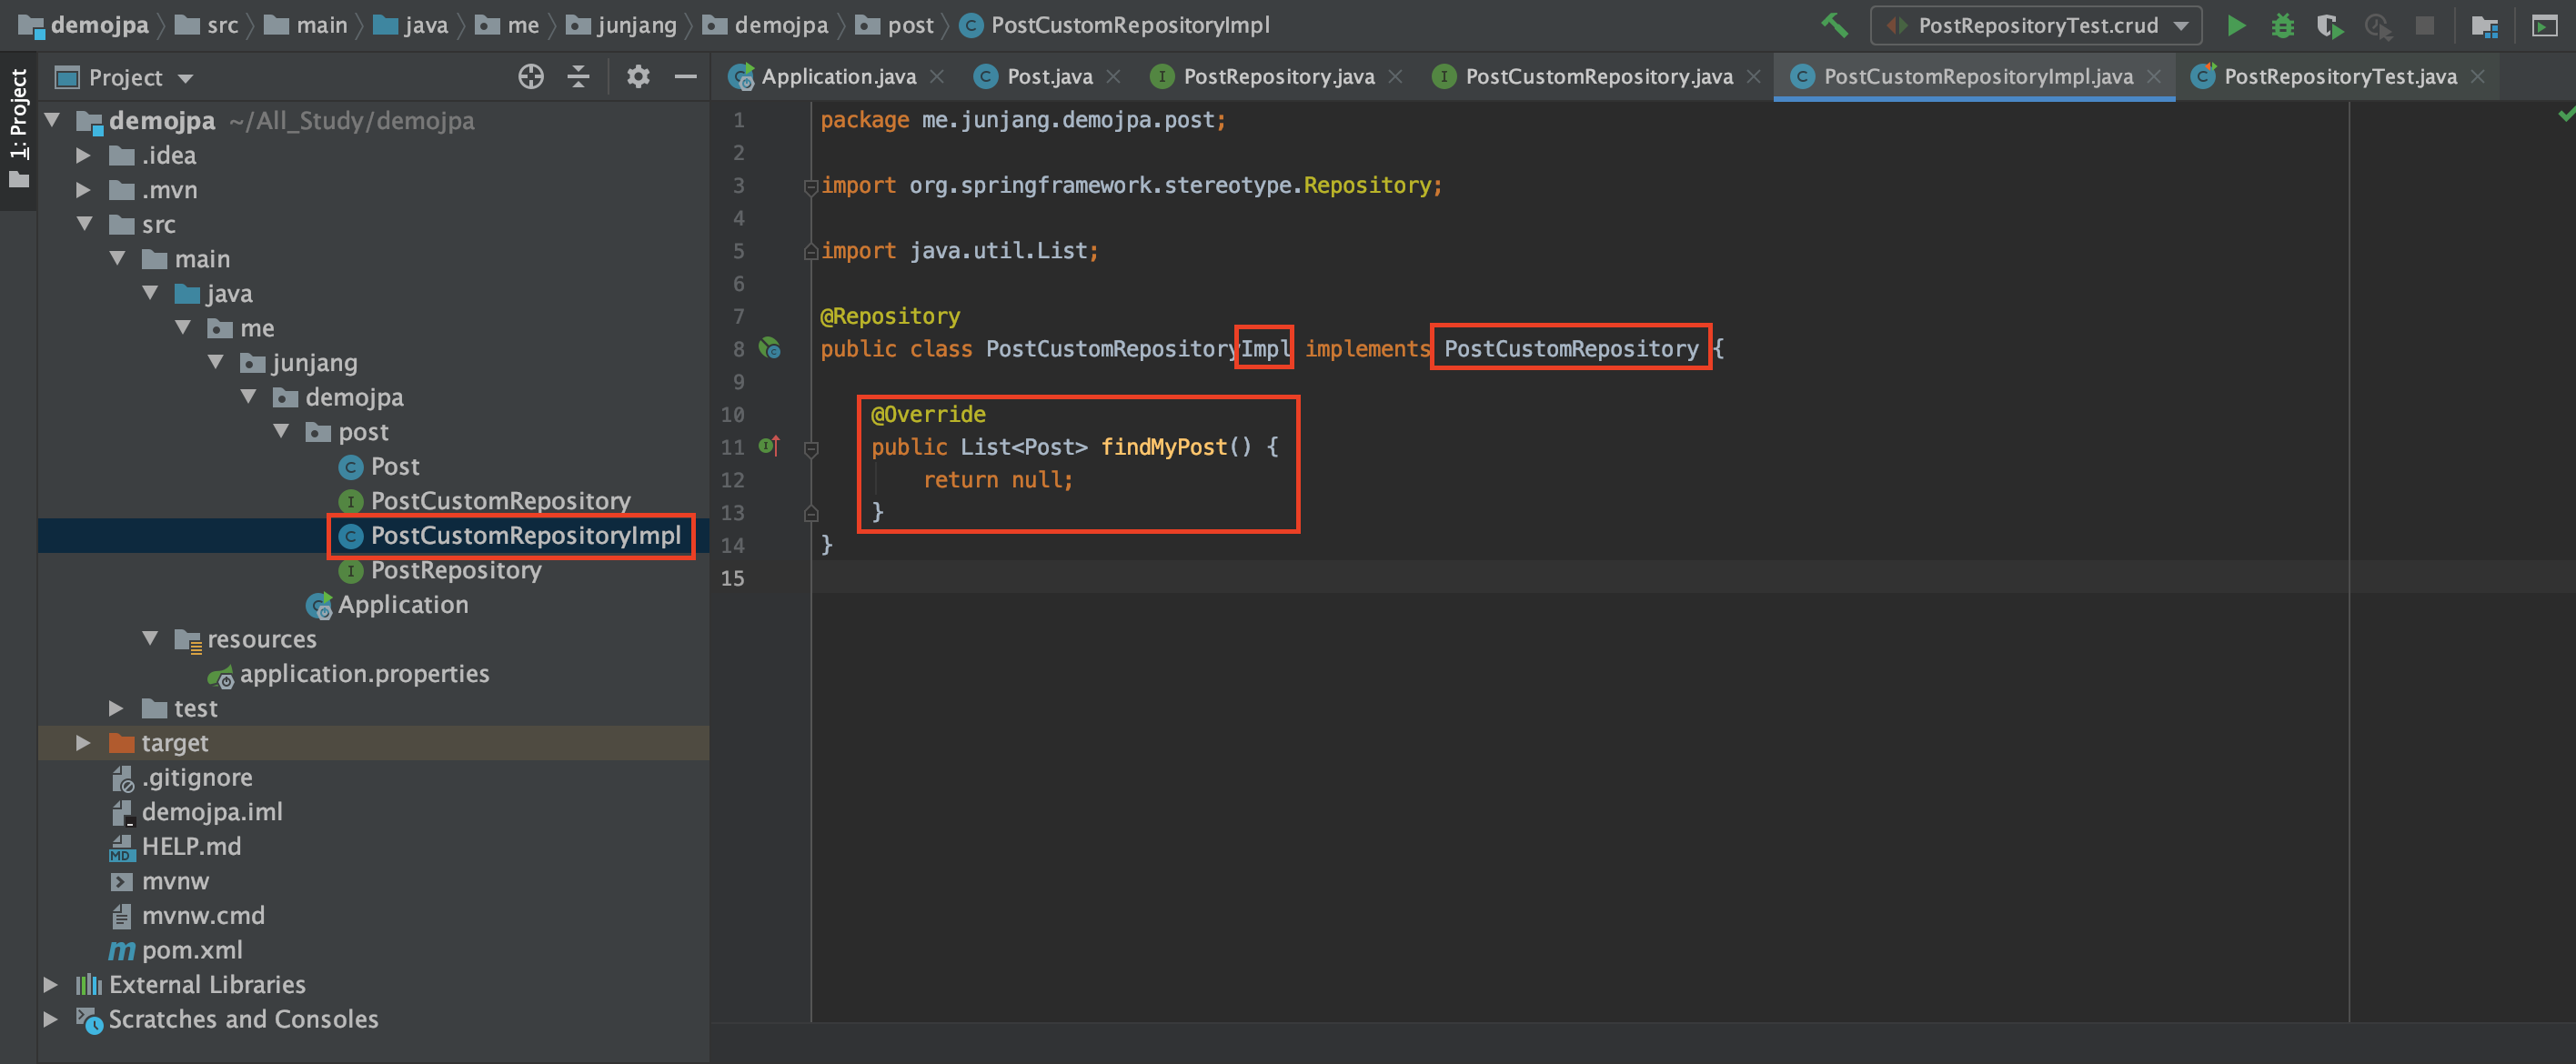 demojpa src main java me junjang demojpa post PostCustomRepositoryImpl PostRepositoryTest.crud
1: Project
Project
Application.java Post.java PostRepository.java PostCustomRepository.java PostCustomRepositoryImpl.java PostRepositoryTest.java
demojpa ~/All_Study/demojpa
.idea
.mvn
src
main
java
me
junjang
demojpa
post
Post
PostCustomRepository
PostCustomRepositoryImpl
PostRepository
Application
resources
application.properties
test
target
.gitignore
demojpa.iml
HELP.md
mvnw
mvnw.cmd
pom.xml
External Libraries
Scratches and Consoles
1 package me.junjang.demojpa.post;
2
3 import org.springframework.stereotype.Repository;
4
5 import java.util.List;
6
7 @Repository
8 public class PostCustomRepositoryImpl implements PostCustomRepository {
9
10 @Override
11 public List<Post> findMyPost() {
12 return null;
13 }
14 }
15